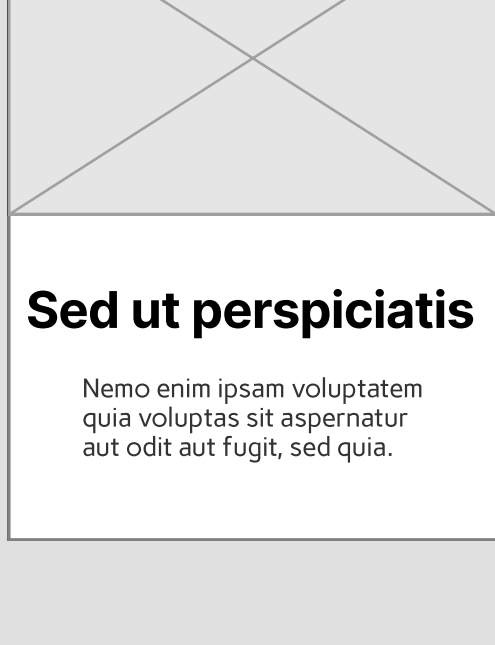 Sed ut perspiciatis
Nemo enim ipsam voluptatem
quia voluptas sit aspernatur
aut odit aut fugit, sed quia.